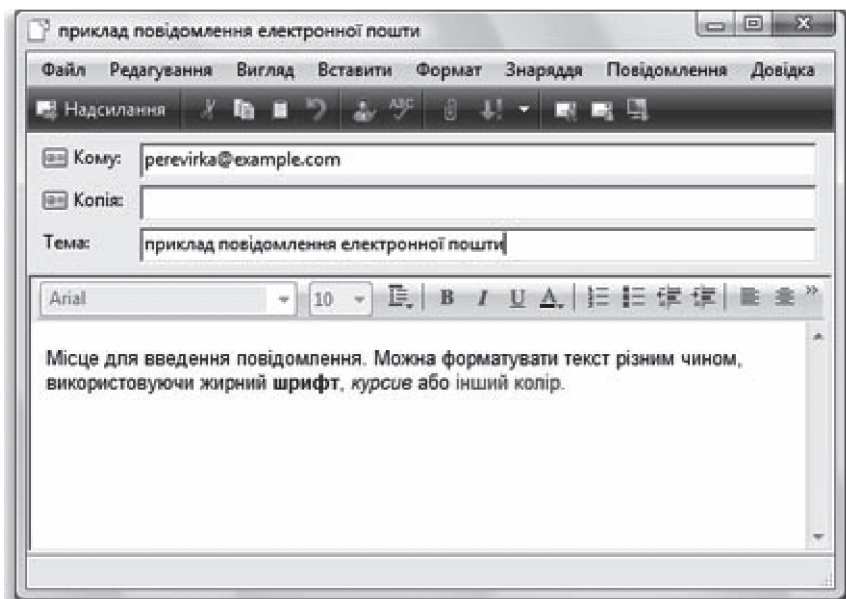 приклад повідомлення електронної пошти
Файл Редагування Вигляд Вставити Формат Знаряддя Повідомлення Довідка
Надсилання ABC
Кому: perevirka@example.com
Копія:
Тема: приклад повідомлення електронної пошти
Arial 10 B I U A
Місце для введення повідомлення. Можна форматувати текст різним чином,
використовуючи жирний шрифт, курсив або інший колір.